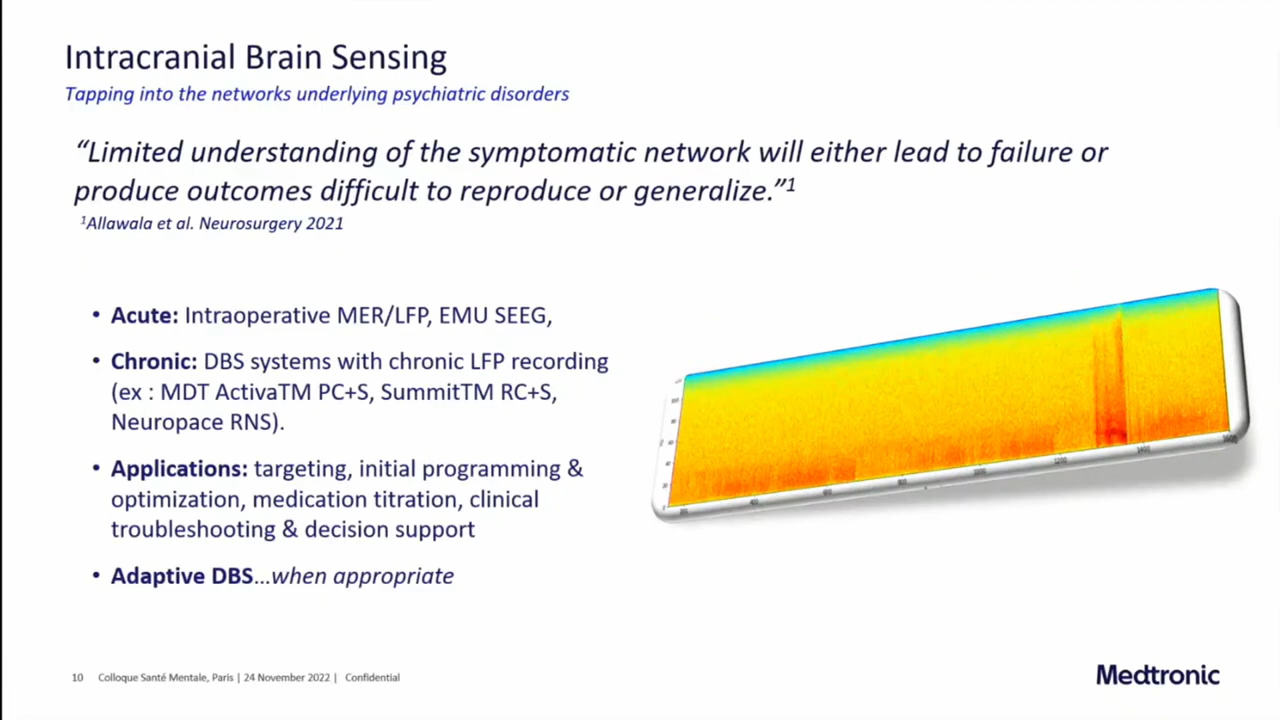 Intracranial Brain Sensing
Tapping into the networks underlying psychiatric disorders
“Limited understanding of the symptomatic network will either lead to failure or
produce outcomes difficult to reproduce or generalize.”1
1Allawala et al. Neurosurgery 2021
• Acute: Intraoperative MER/LFP, EMU SEEG,
• Chronic: DBS systems with chronic LFP recording
(ex : MDT ActivaTM PC+S, SummitTM RC+S,
Neuropace RNS).
• Applications: targeting, initial programming &
optimization, medication titration, clinical
troubleshooting & decision support
• Adaptive DBS…when appropriate
10 Colloque Santé Mentale, Paris | 24 November 2022 | Confidential
Medtronic